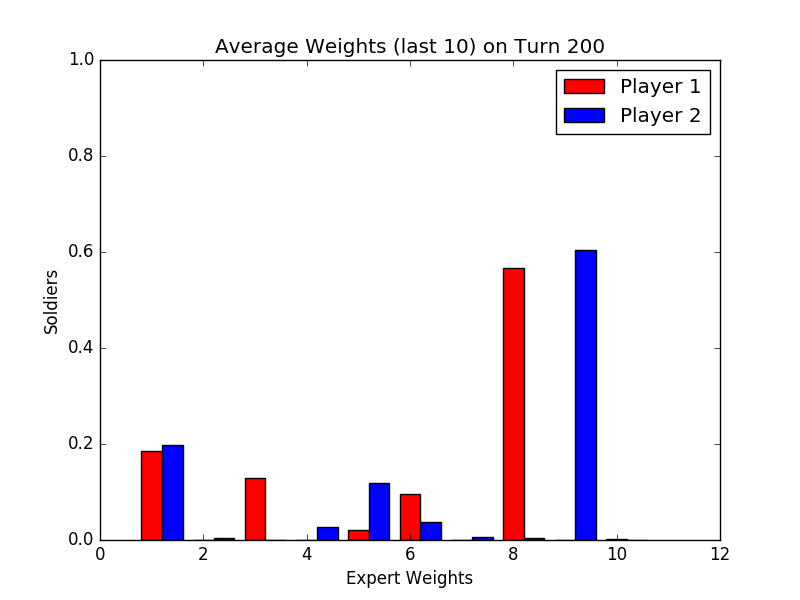 Average Weights (last 10) on Turn 200
Player 1
Player 2
1.0
0.8
0.6
0.4
0.2
0.0
Soldiers
0 2 4 6 8 10 12
Expert Weights